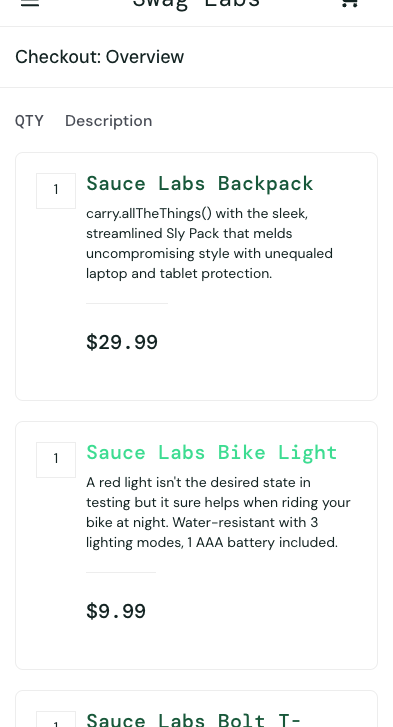 Swag Labs
Checkout: Overview
QTY Description
1
Sauce Labs Backpack
carry.allTheThings() with the sleek,
streamlined Sly Pack that melds
uncompromising style with unequaled
laptop and tablet protection.
$29.99
1
Sauce Labs Bike Light
A red light isn't the desired state in
testing but it sure helps when riding your
bike at night. Water-resistant with 3
lighting modes, 1 AAA battery included.
$9.99
1
Sauce Labs Bolt T-